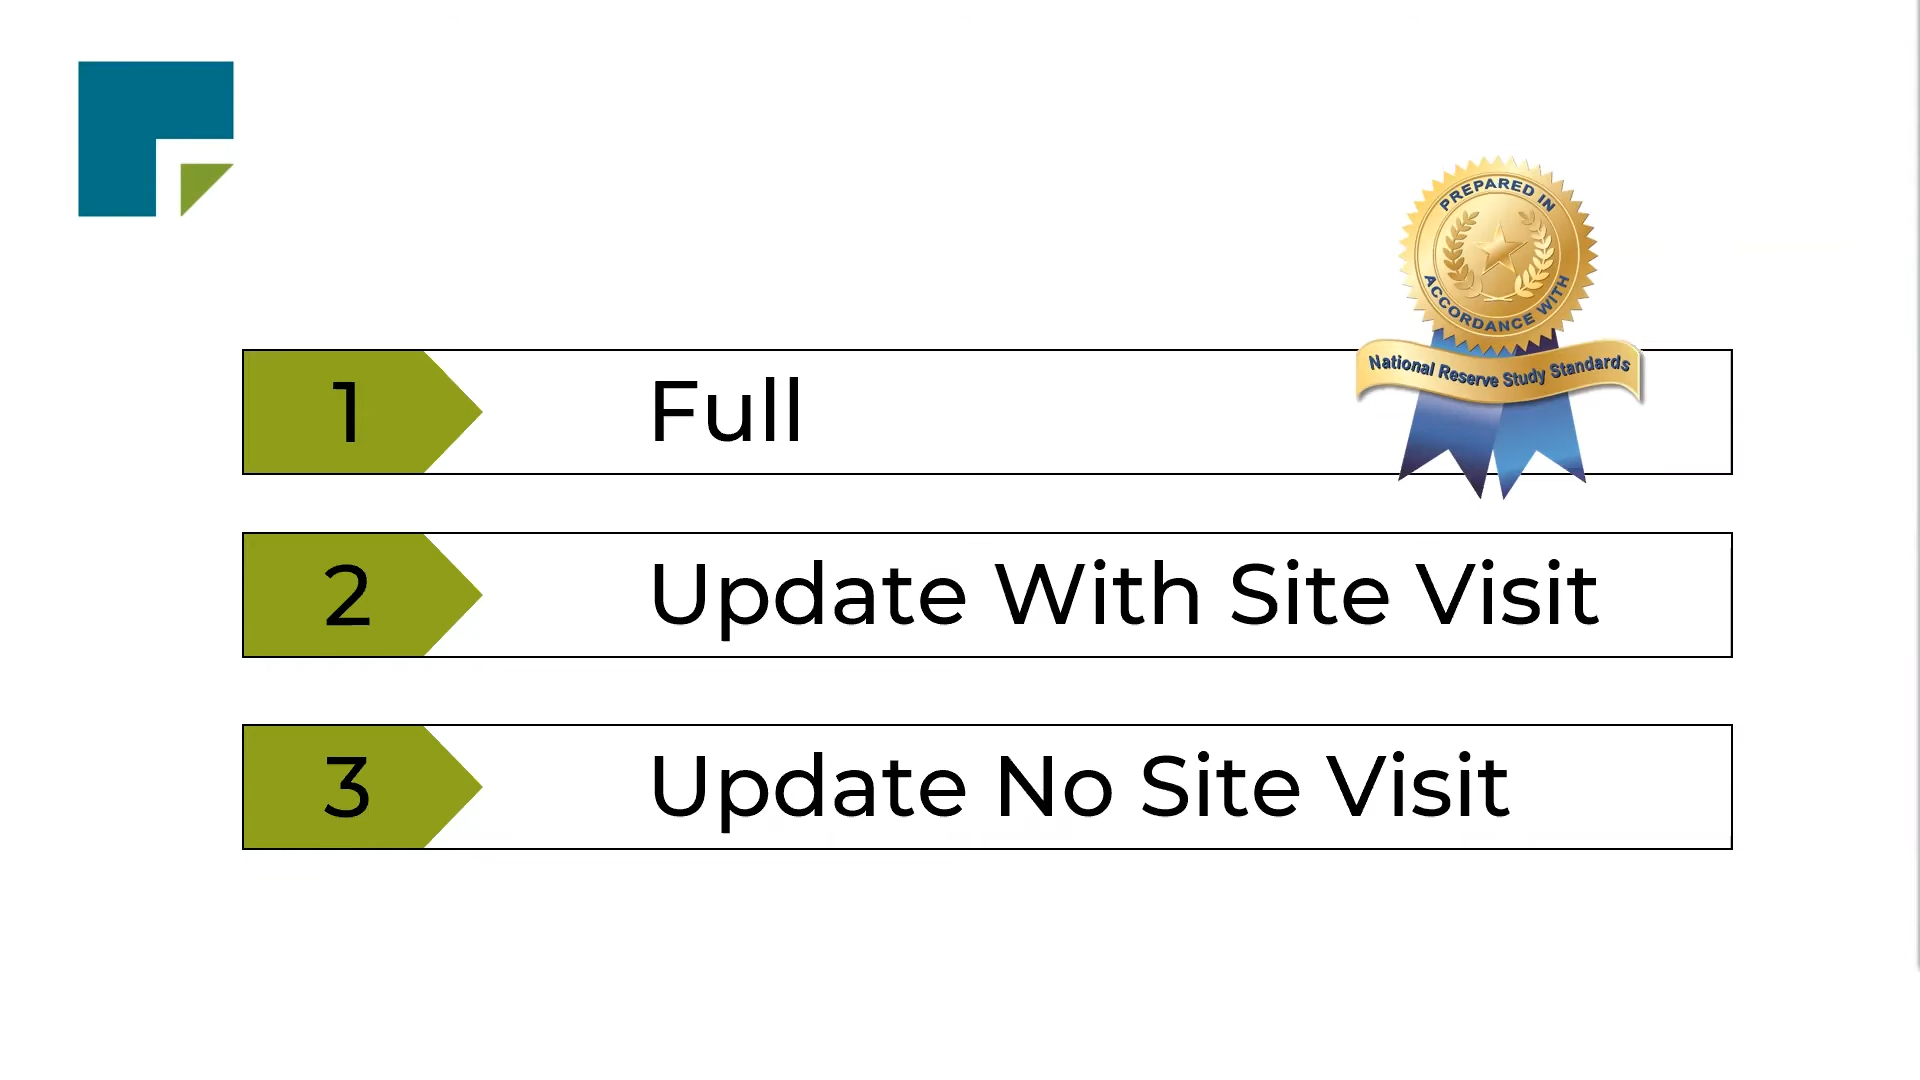 PREPARED IN
ACCORDANCE WITH
National Reserve Study Standards
1 Full
2 Update With Site Visit
3 Update No Site Visit